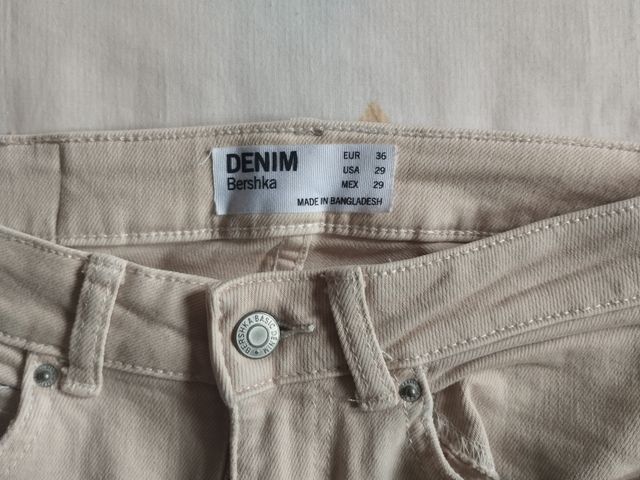 DENIM
Bershka
EUR 36
USA 29
MEX 29
MADE IN BANGLADESH
BERSHKA BASIC DENIM